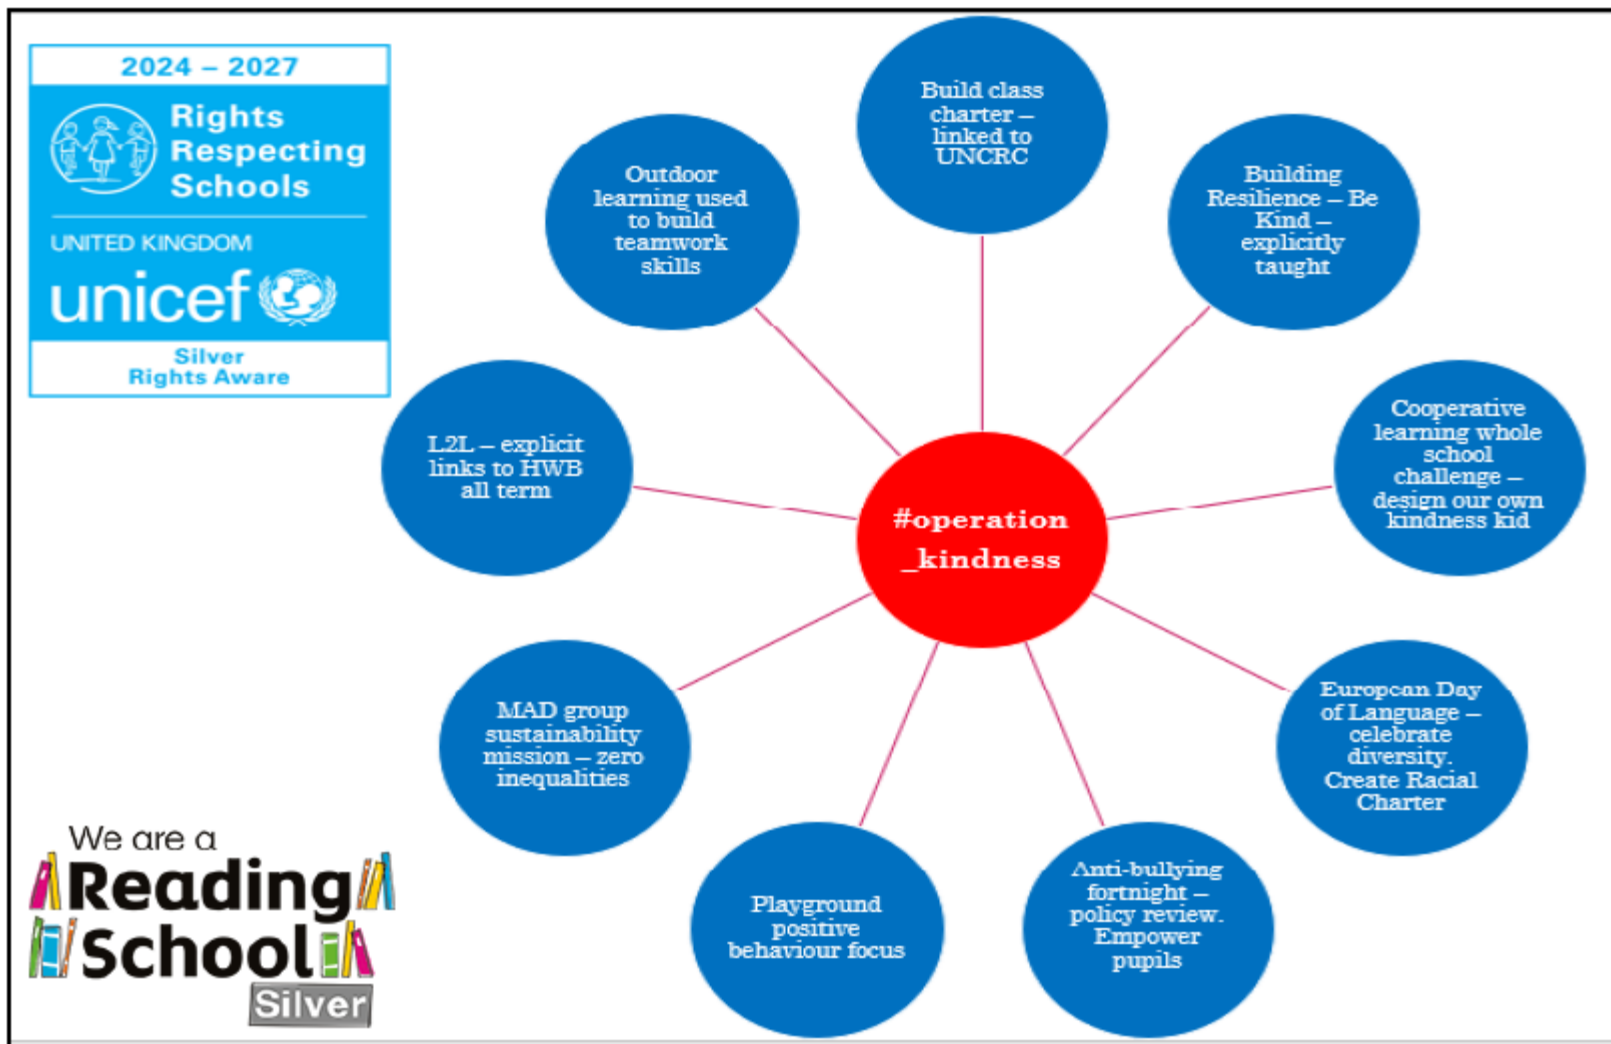 2024 – 2027
Rights
Respecting
Schools
UNITED KINGDOM
unicef
Silver
Rights Aware
Build class
charter –
linked to
UNCRC
Building
Resilience – Be
Kind –
explicitly
taught
Cooperative
learning whole
school
challenge –
design our own
kindness kid
European Day
of Language –
celebrate
diversity.
Create Racial
Charter
Anti-bullying
fortnight –
policy review.
Empower
pupils
Playground
positive
behaviour focus
MAD group
sustainability
mission – zero
inequalities
L2L – explicit
links to HWB
all term
Outdoor
learning used
to build
teamwork
skills
#operation
_kindness
We are a
Reading
School
Silver